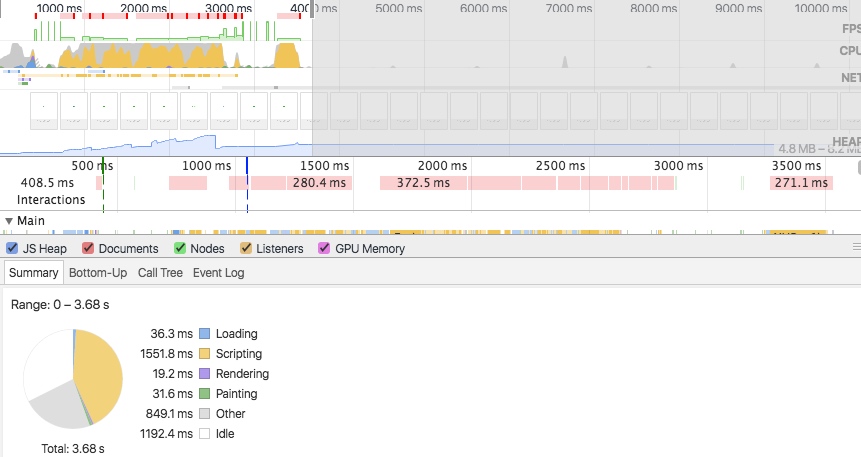 1000 ms 2000 ms 3000 ms 5000 ms 6000 ms 7000 ms 8000 ms 9000 ms 10000 ms
FPS
CPU
NET
HEAP
4.8 MB – 8.2 MB
500 ms 1000 ms 1500 ms 2000 ms 2500 ms 3000 ms 3500 ms
408.5 ms 280.4 ms 372.5 ms 271.1 ms
Interactions
Main
JS Heap Documents Nodes Listeners GPU Memory
Summary Bottom-Up Call Tree Event Log
Range: 0 – 3.68 s
36.3 ms Loading
1551.8 ms Scripting
19.2 ms Rendering
31.6 ms Painting
849.1 ms Other
1192.4 ms Idle
Total: 3.68 s